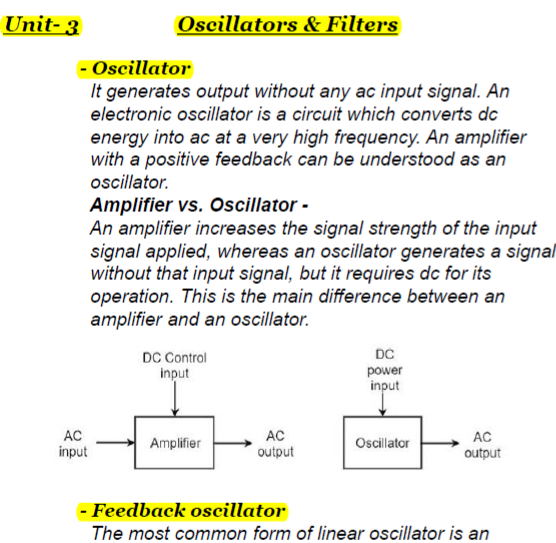 Unit- 3 Oscillators & Filters
- Oscillator
It generates output without any ac input signal. An
electronic oscillator is a circuit which converts dc
energy into ac at a very high frequency. An amplifier
with a positive feedback can be understood as an
oscillator.
Amplifier vs. Oscillator -
An amplifier increases the signal strength of the input
signal applied, whereas an oscillator generates a signal
without that input signal, but it requires dc for its
operation. This is the main difference between an
amplifier and an oscillator.
DC Control
input
AC
input
Amplifier
AC
output
DC
power
input
Oscillator
AC
output
- Feedback oscillator
The most common form of linear oscillator is an